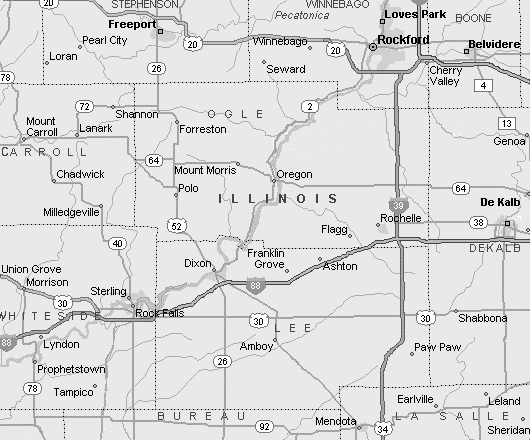 STEPHENSON
WINNEBAGO
Loves Park
BOONE
Pecatonica
Freeport
20
Pearl City
Winnebago
20
Rockford
Belvidere
20
Loran
26
Seward
Cherry
Valley
78
4
72
Shannon
OGLE
2
Mount
Carroll
Lanark
Forreston
13
Genoa
CARROLL
64
Mount Morris
Oregon
Chadwick
Polo
64
ILLINOIS
De Kalb
39
Milledgeville
52
Rochelle
38
Flagg
40
DEKALB
Franklin
Grove
Union Grove
Dixon
Ashton
Morrison
88
Sterling
30
WHITESID
Rock Falls
30
LEE
30
Shabbona
88
Lyndon
Amboy
Paw Paw
26
Prophetstown
78
Tampico
Earlville
Leland
BUREAU
LA SALLE
92
Mendota
34
Sheridan